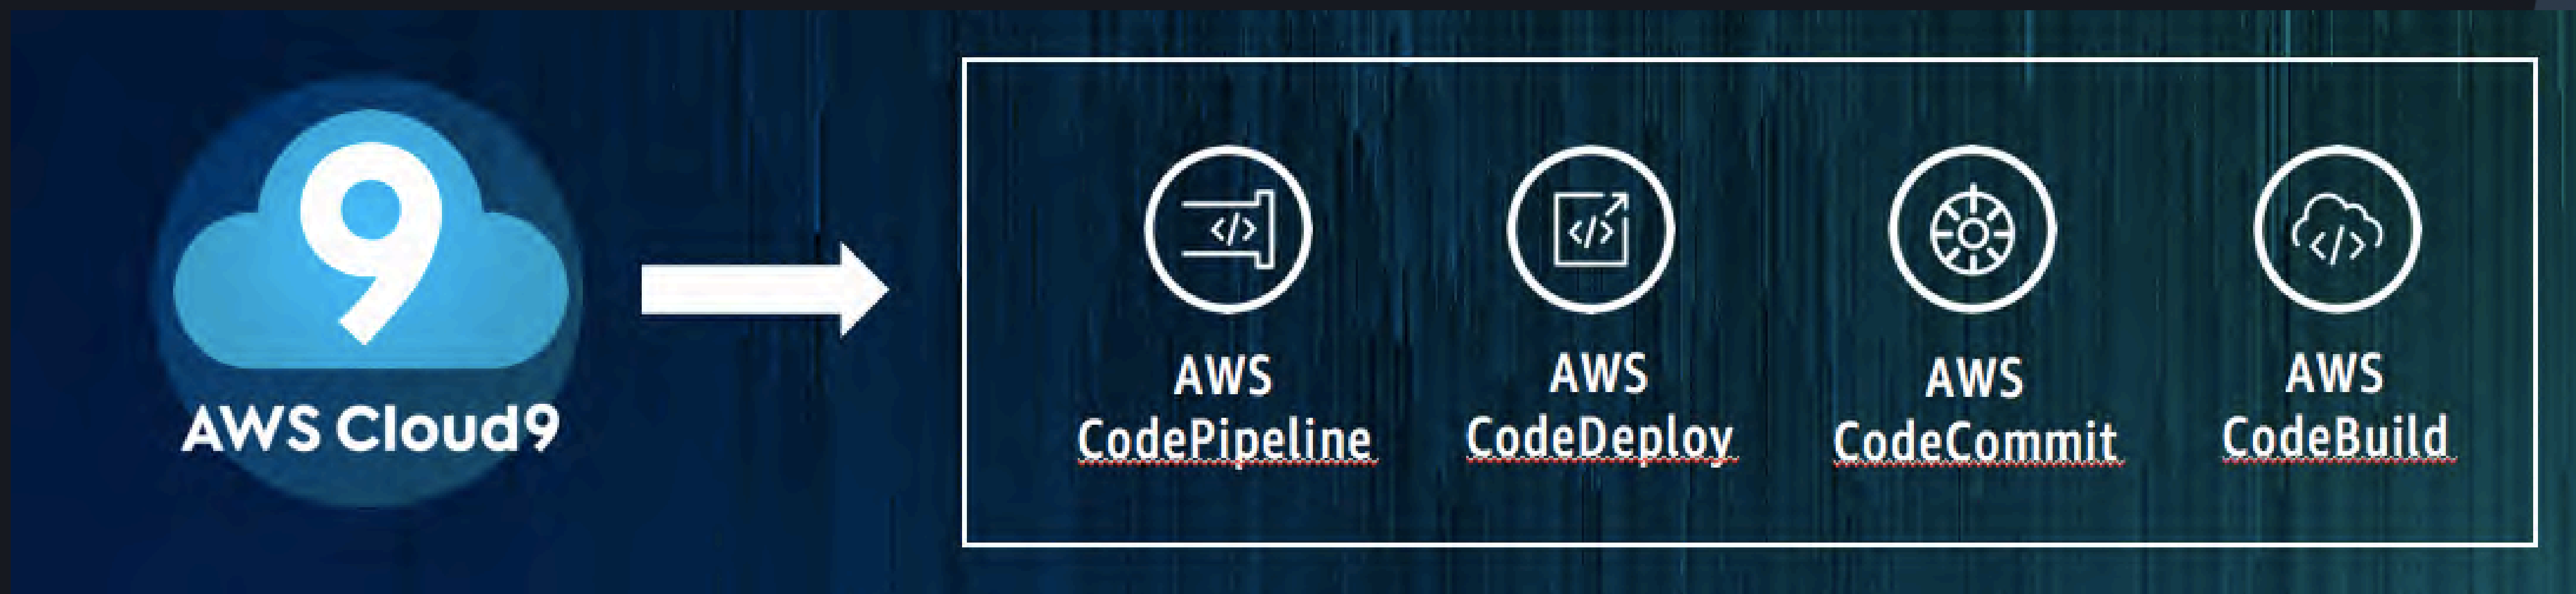 9
AWS Cloud9
AWS
CodePipeline
AWS
CodeDeploy
AWS
CodeCommit
AWS
CodeBuild